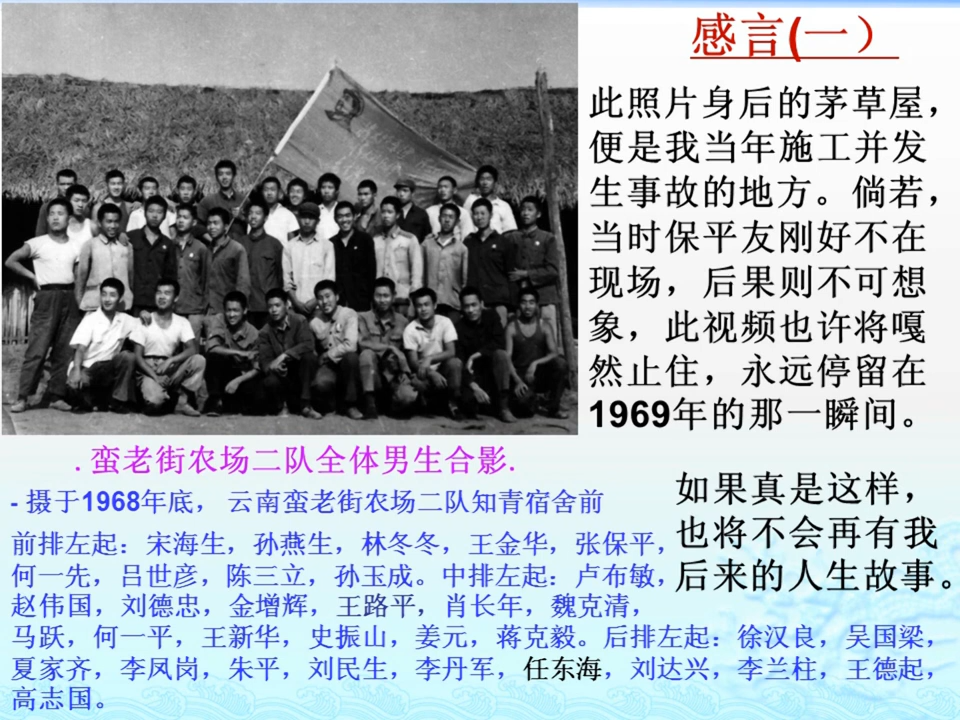 感言(一）
此照片身后的茅草屋，
便是我当年施工并发
生事故的地方。倘若，
当时保平友刚好不在
现场，后果则不可想
象，此视频也许将嘎
然止住，永远停留在
1969年的那一瞬间。
如果真是这样，
也将不会再有我
后来的人生故事。
. 蛮老街农场二队全体男生合影.
- 摄于1968年底， 云南蛮老街农场二队知青宿舍前
前排左起：宋海生，孙燕生，林冬冬，王金华，张保平，
何一先，吕世彦，陈三立，孙玉成。中排左起：卢布敏，
赵伟国，刘德忠，金增辉，王路平，肖长年，魏克清，
马跃，何一平，王新华，史振山，姜元，蒋克毅。后排左起：徐汉良，吴国梁，
夏家齐，李凤岗，朱平，刘民生，李丹军，任东海，刘达兴，李兰柱，王德起，
高志国。